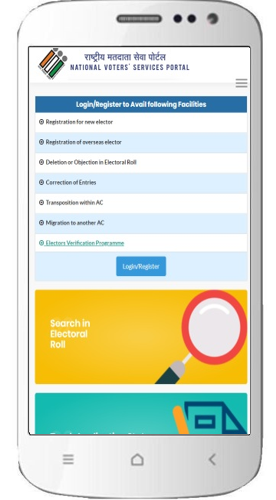 राष्ट्रीय मतदाता सेवा पोर्टल
NATIONAL VOTERS' SERVICES PORTAL
Login/Register to Avail following Facilities
Registration for new elector
Registration of overseas elector
Deletion or Objection in Electoral Roll
Correction of Entries
Transposition within AC
Migration to another AC
Electors Verification Programme
Login/Register
Search in
Electoral
Roll